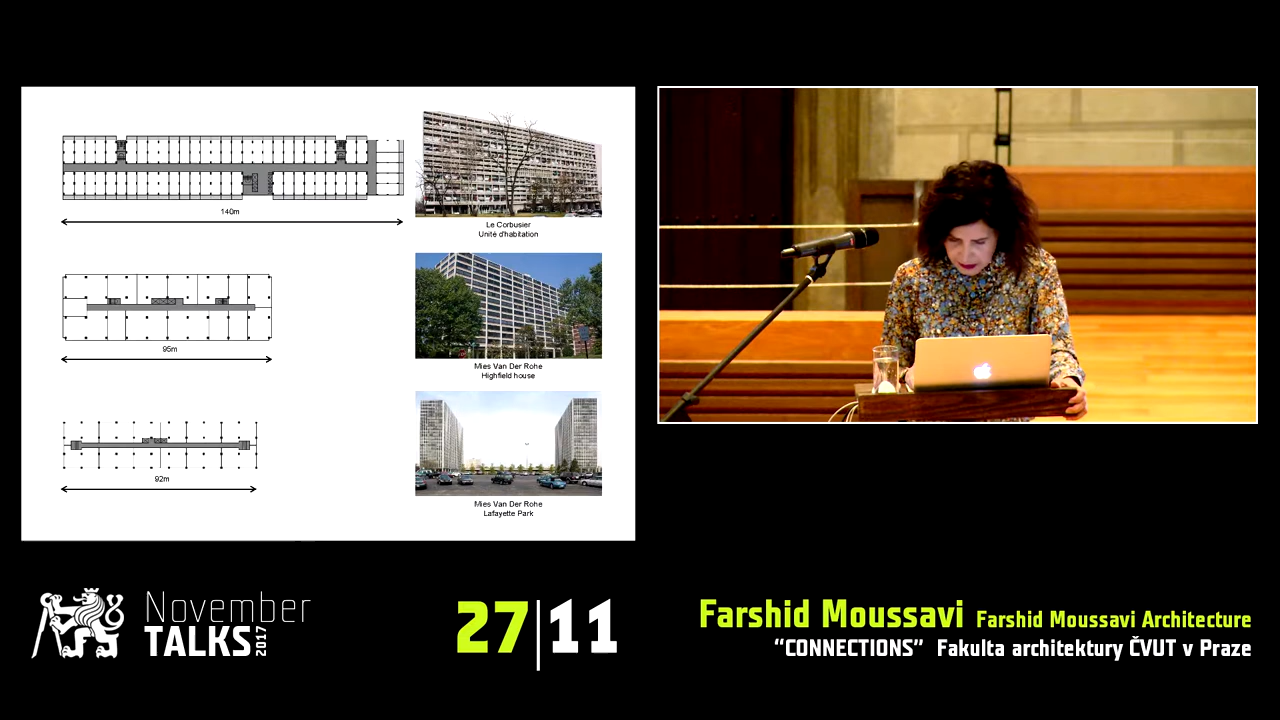 140m
Le Corbusier
Unité d'habitation
95m
Mies Van Der Rohe
Highfield house
92m
Mies Van Der Rohe
Lafayette Park
November
TALKS 2017
27|11
Farshid Moussavi Farshid Moussavi Architecture
“CONNECTIONS” Fakulta architektury ČVUT v Praze